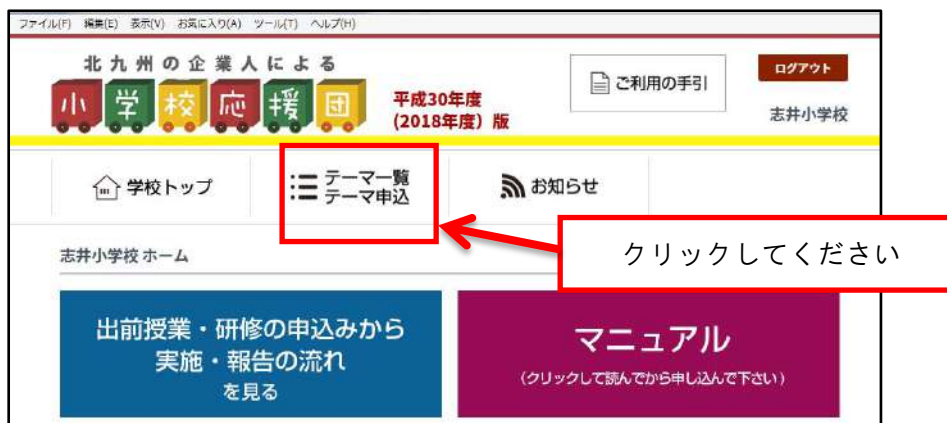 ファイル(F) 編集(E) 表示(V) お気に入り(A) ツール(T) ヘルプ(H)
北九州の企業人による
小学校応援団
平成30年度
(2018年度) 版
ご利用の手引
ログアウト
志井小学校
学校トップ
テーマ一覧
テーマ申込
お知らせ
クリックしてください
志井小学校 ホーム
出前授業・研修の申込みから
実施・報告の流れ
を見る
マニュアル
(クリックして読んでから申し込んで下さい)